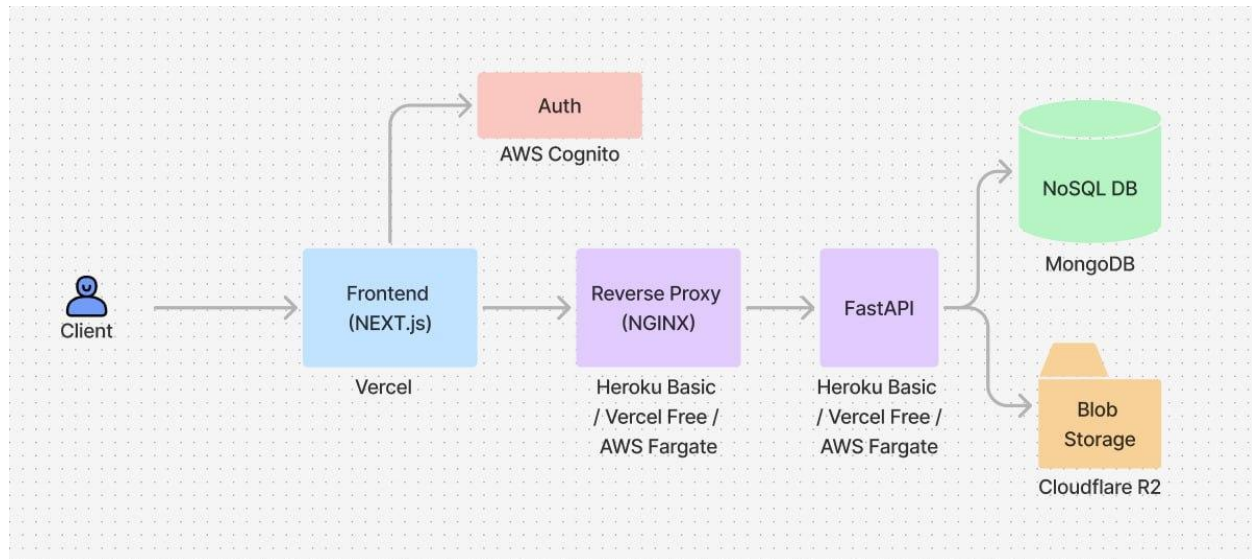 Auth
AWS Cognito
NoSQL DB
MongoDB
Client
Frontend
(NEXT.js)
Vercel
Reverse Proxy
(NGINX)
Heroku Basic
/ Vercel Free /
AWS Fargate
FastAPI
Heroku Basic
/ Vercel Free /
AWS Fargate
Blob
Storage
Cloudflare R2